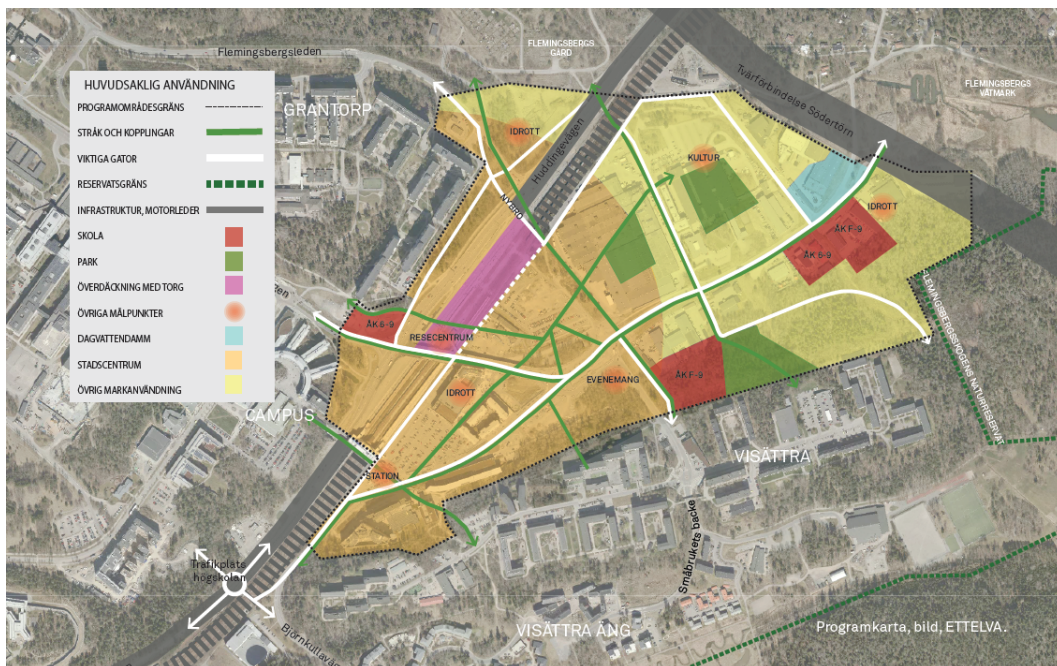 FLEMINGSBERGS
GÅRD
Flemingsbergsleden
Tvärförbindelse Södertörn
FLEMINGSBERGS
VÅTMARK
HUVUDSAKLIG ANVÄNDNING
PROGRAMOMRÅDESGRÄNS
STRÅK OCH KOPPLINGAR
VIKTIGA GATOR
RESERVATSGRÄNS
INFRASTRUKTUR, MOTORLEDER
SKOLA
PARK
ÖVERDÄCKNING MED TORG
ÖVRIGA MÅLPUNKTER
DAGVATTENDAMM
STADSCENTRUM
ÖVRIG MARKANVÄNDNING
GRANTORP
IDROTT
Huddingevägen
KULTUR
NYBRO
IDROTT
ÅK F-9
ÅK 6-9
ÅK 6-9
RESECENTRUM
IDROTT
EVENEMANG
ÅK F-9
FLEMINGSBERGSSKOGENS NATURRESERVAT
CAMPUS
VISÄTTRA
STATION
Småbrukets backe
Trafikplats
högskolan
VISÄTTRA ÄNG
Programkarta, bild, ETTELVA.